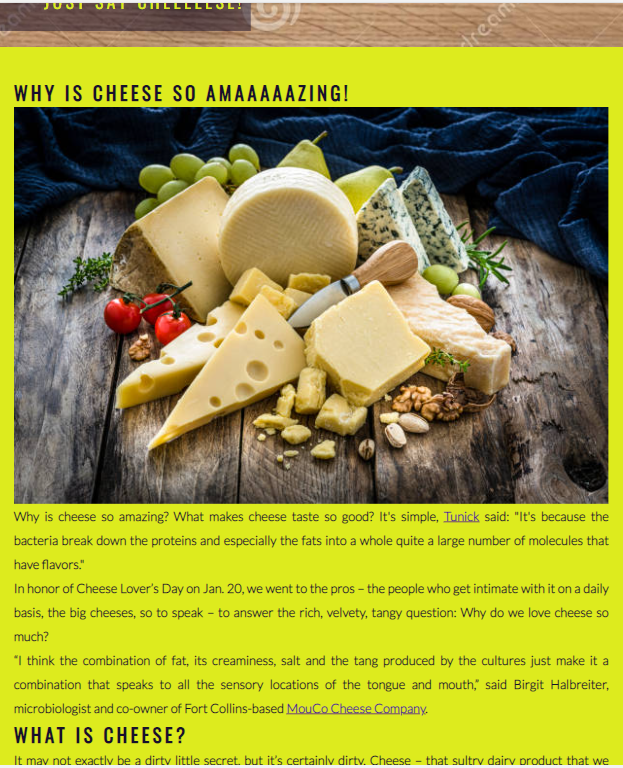 JUST SAY CHEEEEESE!
dream
WHY IS CHEESE SO AMAAAAAZING!
Why is cheese so amazing? What makes cheese taste so good? It's simple, Tunick said: "It's because the
bacteria break down the proteins and especially the fats into a whole quite a large number of molecules that
have flavors."
In honor of Cheese Lover's Day on Jan. 20, we went to the pros – the people who get intimate with it on a daily
basis, the big cheeses, so to speak – to answer the rich, velvety, tangy question: Why do we love cheese so
much?
“I think the combination of fat, its creaminess, salt and the tang produced by the cultures just make it a
combination that speaks to all the sensory locations of the tongue and mouth,” said Birgit Halbreiter,
microbiologist and co-owner of Fort Collins-based MouCo Cheese Company.
WHAT IS CHEESE?
It may not exactly be a dirty little secret, but it’s certainly dirty. Cheese – that sultry dairy product that we